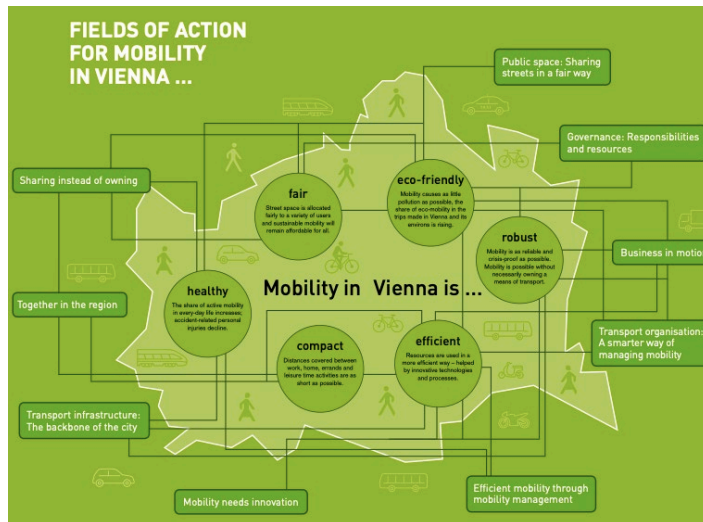 FIELDS OF ACTION
FOR MOBILITY
IN VIENNA ...
Public space: Sharing
streets in a fair way
Governance: Responsibilities
and resources
Sharing instead of owning
fair
Street space is allocated
fairly to a variety of users
and sustainable mobility will
remain affordable for all.
eco-friendly
Mobility causes as little
pollution as possible, the
share of eco-mobility in the
trips made in Vienna and its
environs is rising.
robust
Mobility is as reliable and
crisis-proof as possible.
Mobility is possible without
necessarily owning a
means of transport.
Business in motion
healthy
The share of active mobility
in every-day life increases;
accident-related personal
injuries decline.
Mobility in Vienna is ...
Together in the region
compact
Distances covered between
work, home, errands and
leisure time activities are as
short as possible.
efficient
Resources are used in a
more efficient way – helped
by innovative technologies
and processes.
Transport organisation:
A smarter way of
managing mobility
Transport infrastructure:
The backbone of the city
Mobility needs innovation
Efficient mobility through
mobility management